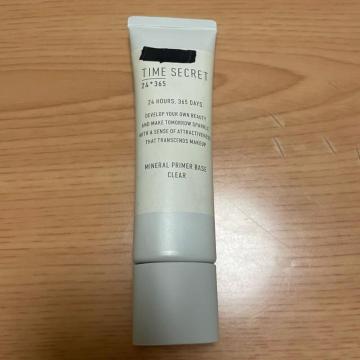 TIME SECRET
24*365
24 HOURS, 365 DAYS.
DEVELOP YOUR OWN BEAUTY
AND MAKE TOMORROW SPARKLE
WITH A SENSE OF ATTRACTIVENESS
THAT TRANSCENDS MAKEUP
MINERAL PRIMER BASE
CLEAR